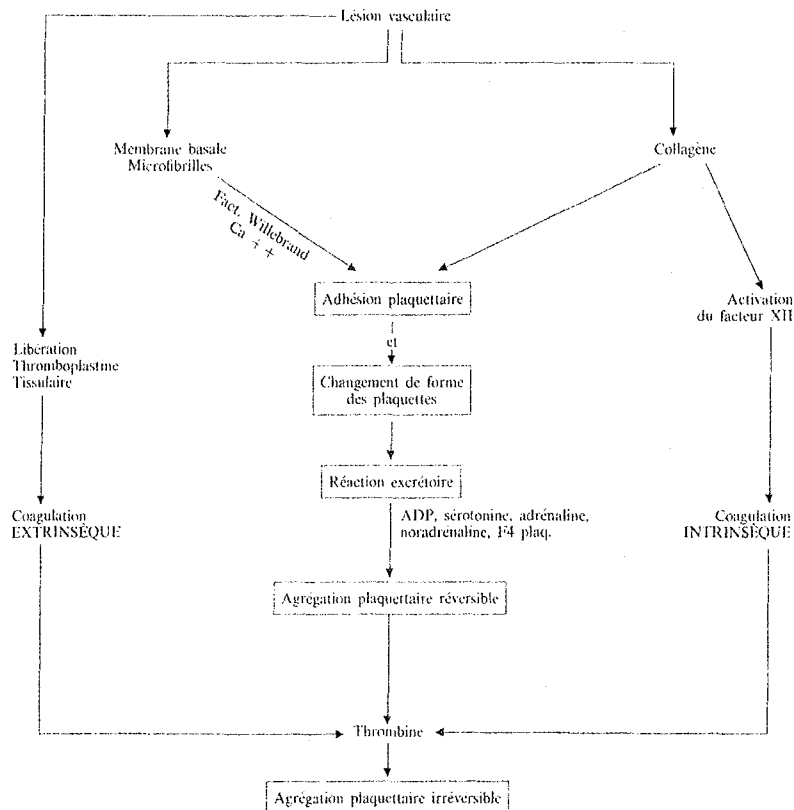 Lésion vasculaire
Membrane basale
Microfibrilles
Collagène
Fact. Willebrand
Ca ++
Adhésion plaquettaire
Activation
du facteur XII
et
Libération
Thromboplastine
Tissulaire
Changement de forme
des plaquettes
Réaction excrétoire
ADP, sérotonine, adrénaline,
noradrénaline, F4 plaq.
Coagulation
EXTRINSÈQUE
Coagulation
INTRINSÈQUE
Agrégation plaquettaire réversible
Thrombine
Agrégation plaquettaire irréversible